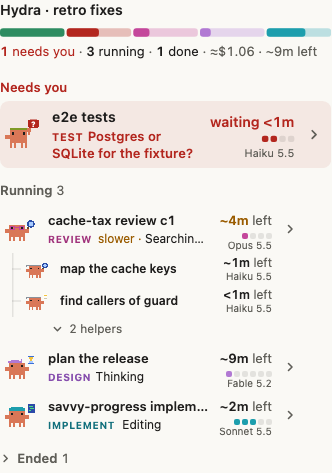 Hydra · retro fixes
1 needs you · 3 running · 1 done · ≈$1.06 · ~9m left
Needs you
e2e tests
waiting <1m
TEST Postgres or
SQLite for the fixture?
Haiku 5.5
Running 3
cache-tax review c1
~4m left
REVIEW slower · Searchin…
Opus 5.5
map the cache keys
~1m left
Haiku 5.5
find callers of guard
<1m left
Haiku 5.5
2 helpers
plan the release
~9m left
DESIGN Thinking
Fable 5.2
savvy-progress implem…
~2m left
IMPLEMENT Editing
Sonnet 5.5
Ended 1